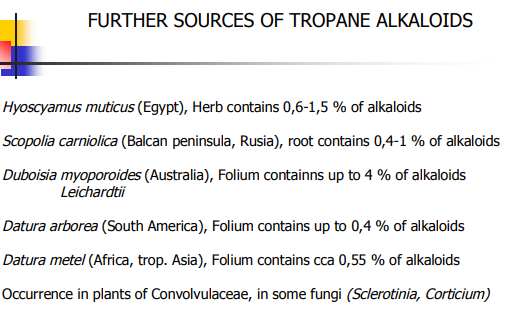 FURTHER SOURCES OF TROPANE ALKALOIDS
Hyoscyamus muticus (Egypt), Herb contains 0,6-1,5 % of alkaloids
Scopolia carniolica (Balcan peninsula, Rusia), root contains 0,4-1 % of alkaloids
Duboisia myoporoides (Australia), Folium containns up to 4 % of alkaloids
Leichardtii
Datura arborea (South America), Folium contains up to 0,4 % of alkaloids
Datura metel (Africa, trop. Asia), Folium contains cca 0,55 % of alkaloids
Occurrence in plants of Convolvulaceae, in some fungi (Sclerotinia, Corticium)